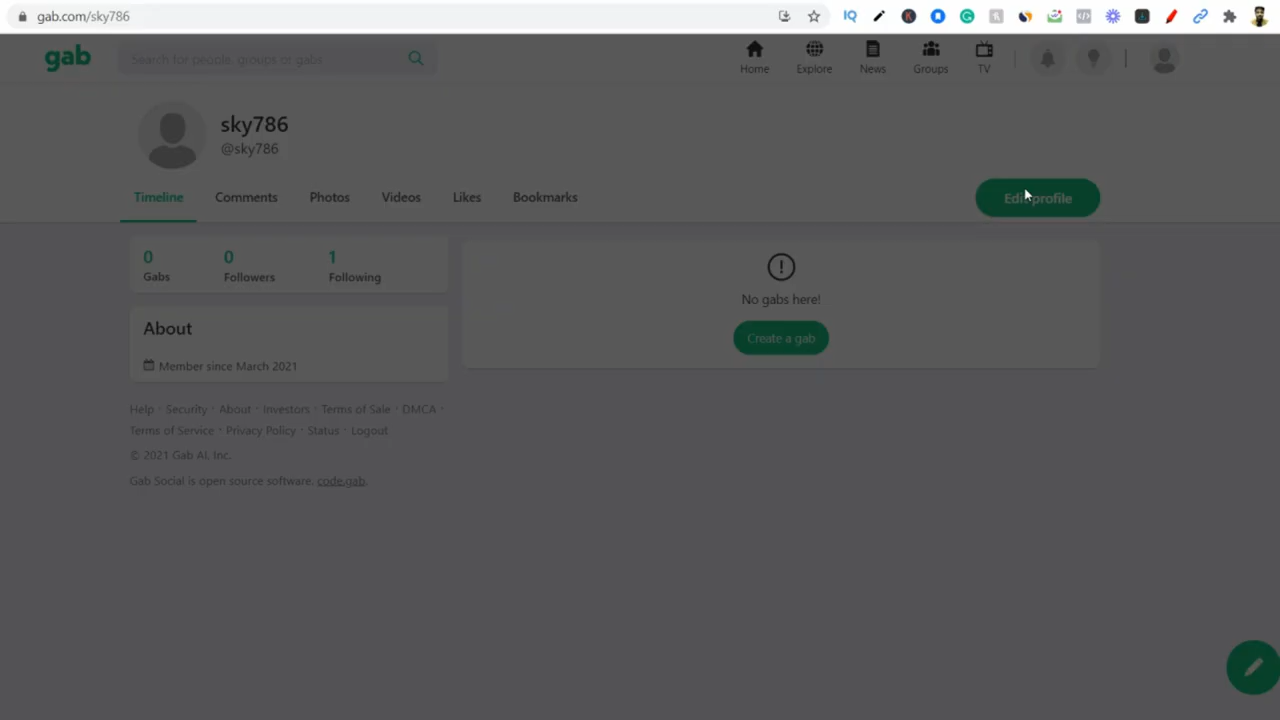 gab.com/sky786
gab
Search for people, groups or gabs
Home
Explore
News
Groups
TV
sky786
@sky786
Timeline
Comments
Photos
Videos
Likes
Bookmarks
Edit profile
0
Gabs
0
Followers
1
Following
No gabs here!
Create a gab
About
Member since March 2021
Help · Security · About · Investors · Terms of Sale · DMCA ·
Terms of Service · Privacy Policy · Status · Logout
© 2021 Gab AI, Inc.
Gab Social is open source software. code.gab.